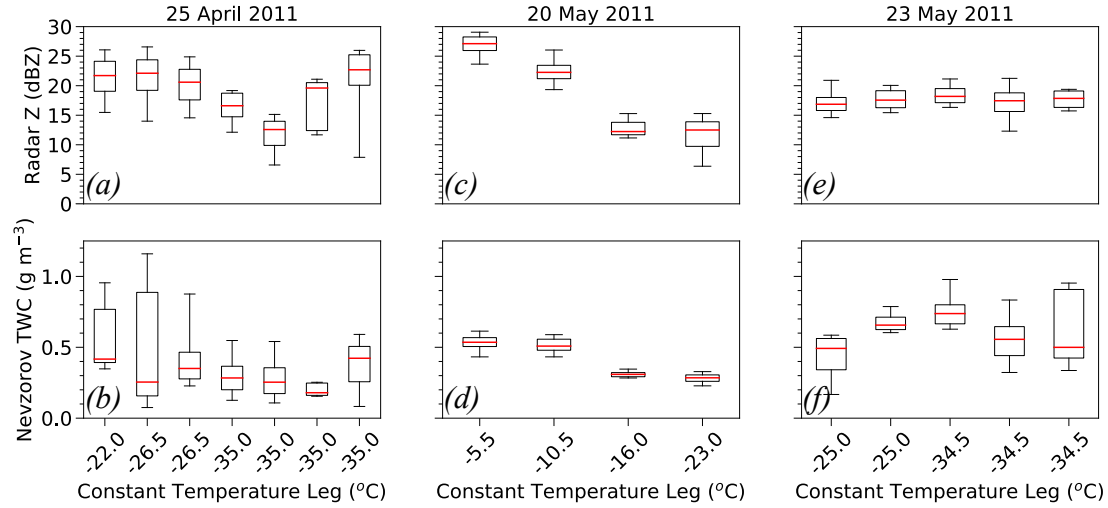 25 April 2011
20 May 2011
23 May 2011
Radar Z (dBZ)
30
25
20
15
10
5
0
(a)
(c)
(e)
Nevzorov TWC (g m⁻³)
1.0
0.5
0.0
(b)
(d)
(f)
-22.0 -26.5 -26.5 -35.0 -35.0 -35.0 -35.0
-5.5 -10.5 -16.0 -23.0
-25.0 -25.0 -34.5 -34.5 -34.5
Constant Temperature Leg (°C)
Constant Temperature Leg (°C)
Constant Temperature Leg (°C)